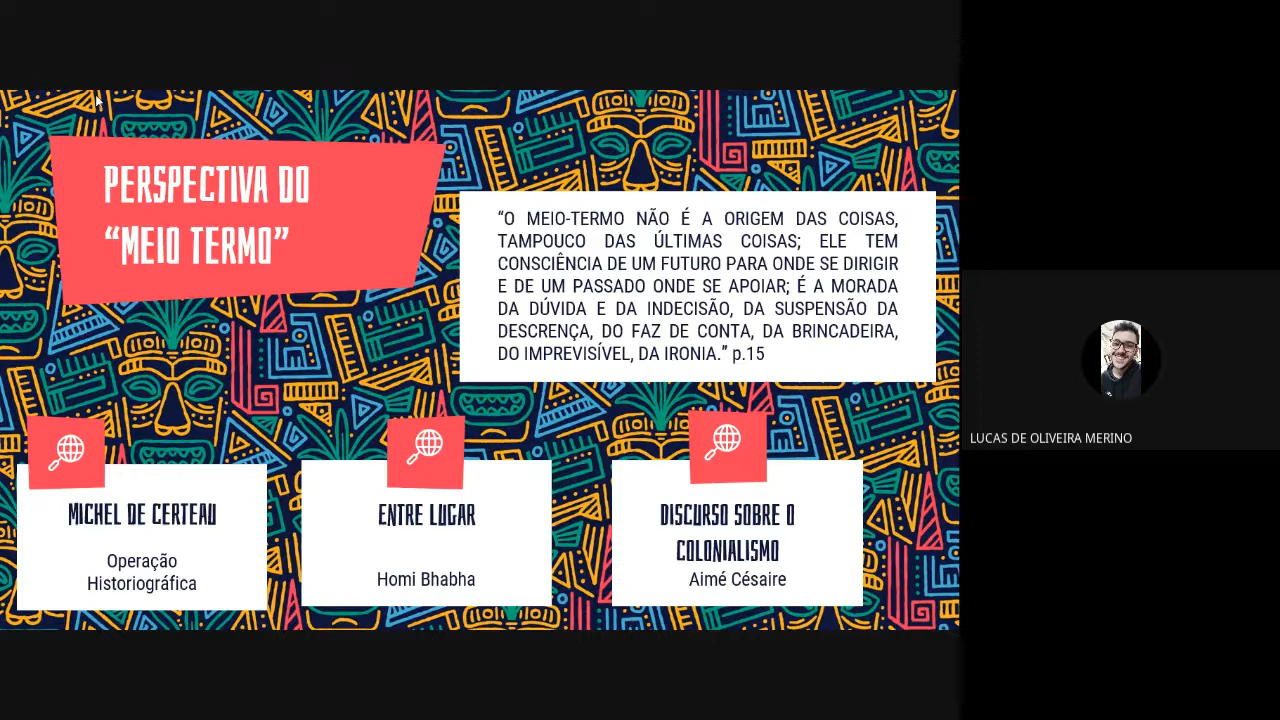 PERSPECTIVA DO
“MEIO TERMO”
“O MEIO-TERMO NÃO É A ORIGEM DAS COISAS,
TAMPOUCO DAS ÚLTIMAS COISAS; ELE TEM
CONSCIÊNCIA DE UM FUTURO PARA ONDE SE DIRIGIR
E DE UM PASSADO ONDE SE APOIAR; É A MORADA
DA DÚVIDA E DA INDECISÃO, DA SUSPENSÃO DA
DESCRENÇA, DO FAZ DE CONTA, DA BRINCADEIRA,
DO IMPREVISÍVEL, DA IRONIA.” p.15
MICHEL DE CERTEAU
Operação
Historiográfica
ENTRE LUGAR
Homi Bhabha
DISCURSO SOBRE O
COLONIALISMO
Aimé Césaire
LUCAS DE OLIVEIRA MERINO